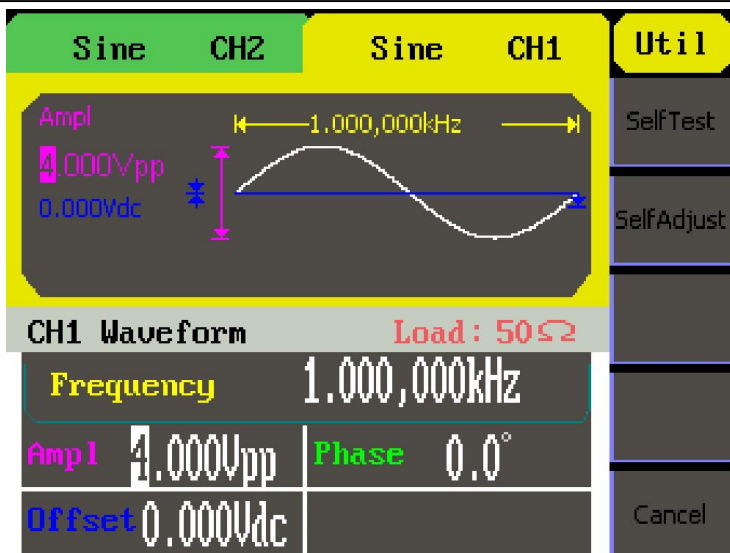 Sine CH2 Sine CH1 Util
Ampl
1.000,000kHz
4.000Vpp
0.000Vdc
SelfTest
SelfAdjust
CH1 Waveform Load: 50Ω
Frequency 1.000,000kHz
Ampl 4.000Vpp Phase 0.0°
Offset 0.000Vdc
Cancel